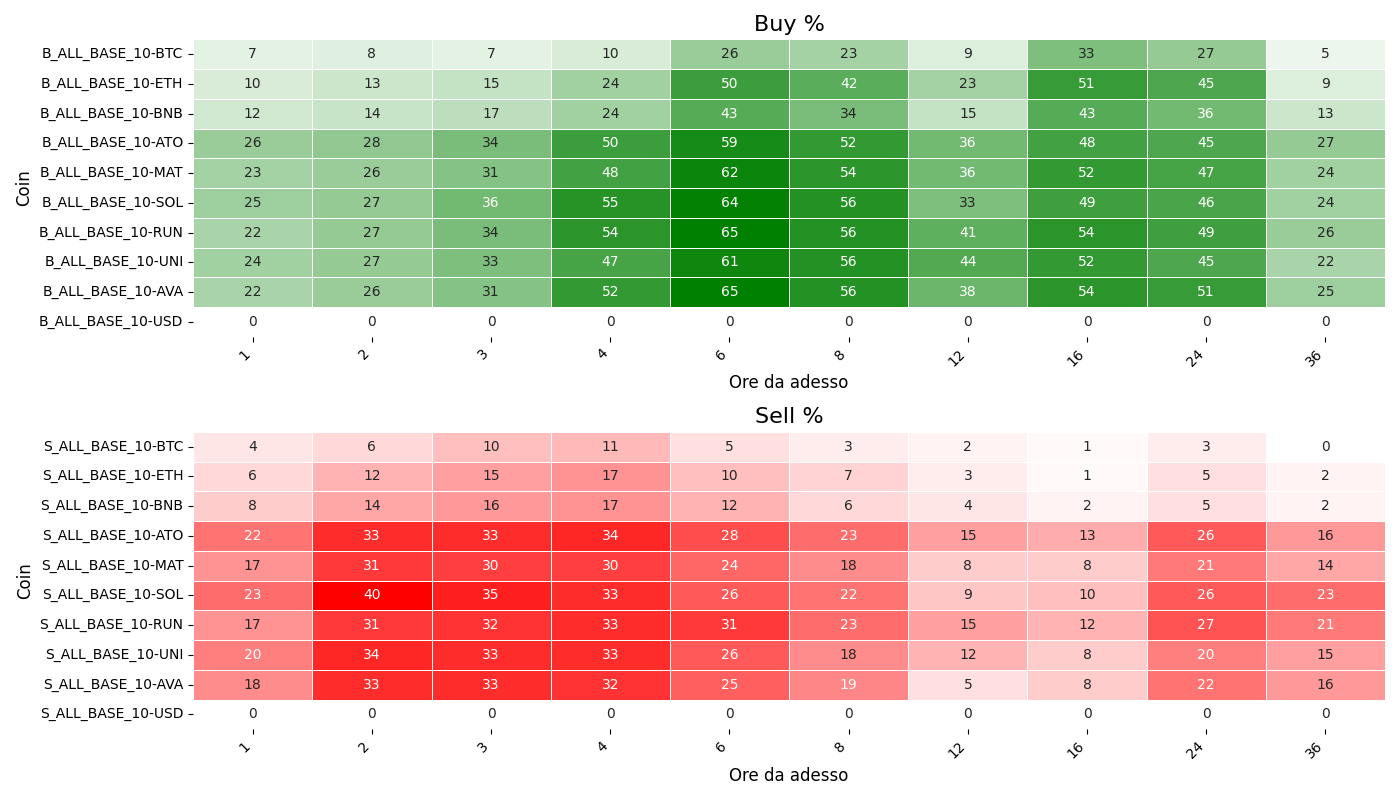 Buy %
Coin
B_ALL_BASE_10-BTC 7 8 7 10 26 23 9 33 27 5
B_ALL_BASE_10-ETH 10 13 15 24 50 42 23 51 45 9
B_ALL_BASE_10-BNB 12 14 17 24 43 34 15 43 36 13
B_ALL_BASE_10-ATO 26 28 34 50 59 52 36 48 45 27
B_ALL_BASE_10-MAT 23 26 31 48 62 54 36 52 47 24
B_ALL_BASE_10-SOL 25 27 36 55 64 56 33 49 46 24
B_ALL_BASE_10-RUN 22 27 34 54 65 56 41 54 49 26
B_ALL_BASE_10-UNI 24 27 33 47 61 56 44 52 45 22
B_ALL_BASE_10-AVA 22 26 31 52 65 56 38 54 51 25
B_ALL_BASE_10-USD 0 0 0 0 0 0 0 0 0 0
1 2 3 4 6 8 12 16 24 36
Ore da adesso
Sell %
Coin
S_ALL_BASE_10-BTC 4 6 10 11 5 3 2 1 3 0
S_ALL_BASE_10-ETH 6 12 15 17 10 7 3 1 5 2
S_ALL_BASE_10-BNB 8 14 16 17 12 6 4 2 5 2
S_ALL_BASE_10-ATO 22 33 33 34 28 23 15 13 26 16
S_ALL_BASE_10-MAT 17 31 30 30 24 18 8 8 21 14
S_ALL_BASE_10-SOL 23 40 35 33 26 22 9 10 26 23
S_ALL_BASE_10-RUN 17 31 32 33 31 23 15 12 27 21
S_ALL_BASE_10-UNI 20 34 33 33 26 18 12 8 20 15
S_ALL_BASE_10-AVA 18 33 33 32 25 19 5 8 22 16
S_ALL_BASE_10-USD 0 0 0 0 0 0 0 0 0 0
1 2 3 4 6 8 12 16 24 36
Ore da adesso